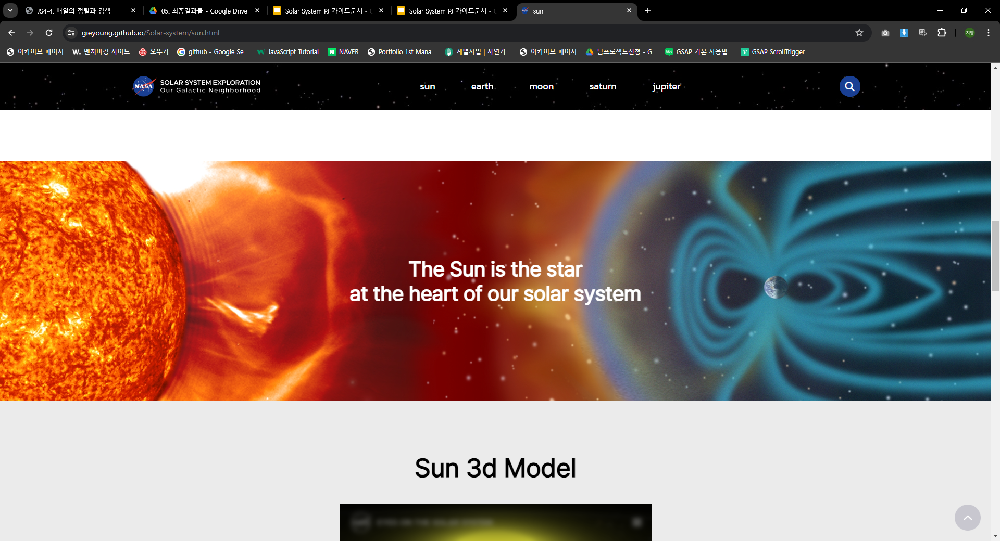 JS4-4. 배열의 정렬과 검색
05. 최종결과물 - Google Drive
Solar System PJ 가이드문서 -
Solar System PJ 가이드문서 -
sun
gieyoung.github.io/Solar-system/sun.html
지영
아카이브 페이지
W. 벤치마킹 사이트
오뚜기
github - Google Se...
JavaScript Tutorial
N NAVER
Portfolio 1st Mana...
계열사업 | 자연가...
아카이브 페이지
팀프로젝트신청 - G...
blog GSAP 기본 사용법...
V GSAP ScrollTrigger
NASA
SOLAR SYSTEM EXPLORATION
Our Galactic Neighborhood
sun
earth
moon
saturn
jupiter
The Sun is the star
at the heart of our solar system
Sun 3d Model